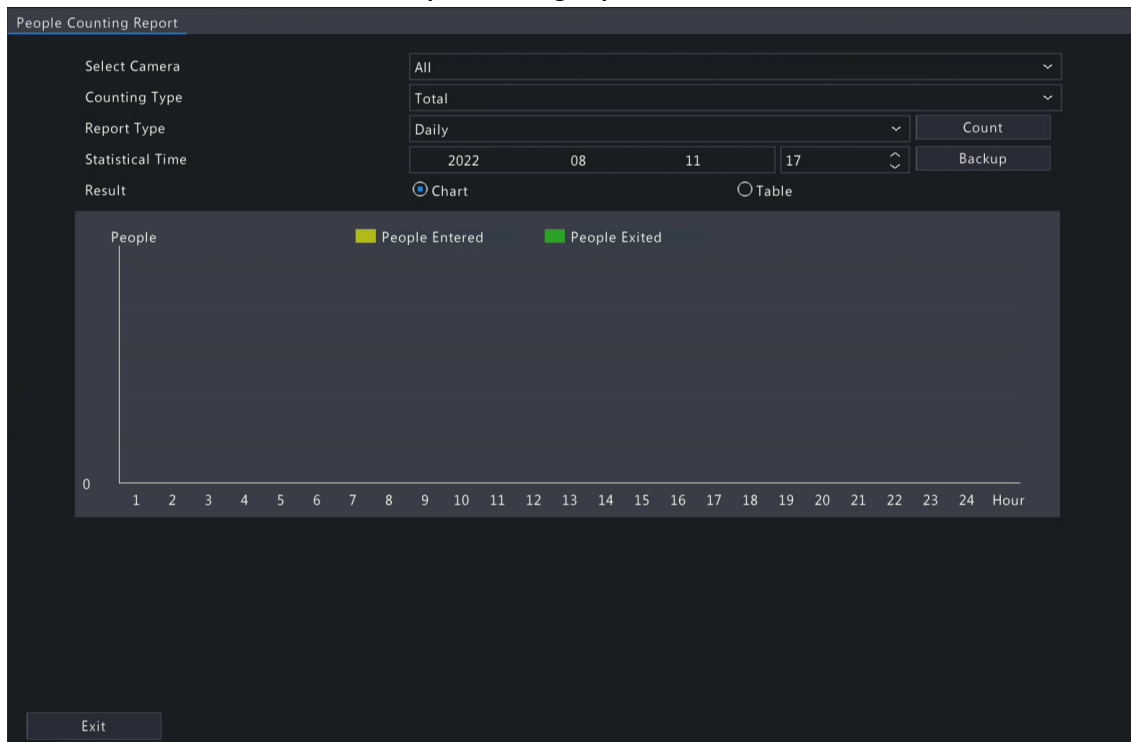 People Counting Report
Select Camera All
Counting Type Total
Report Type Daily Count
Statistical Time 2022 08 11 17 Backup
Result Chart Table
People People Entered People Exited
0
1 2 3 4 5 6 7 8 9 10 11 12 13 14 15 16 17 18 19 20 21 22 23 24 Hour
Exit